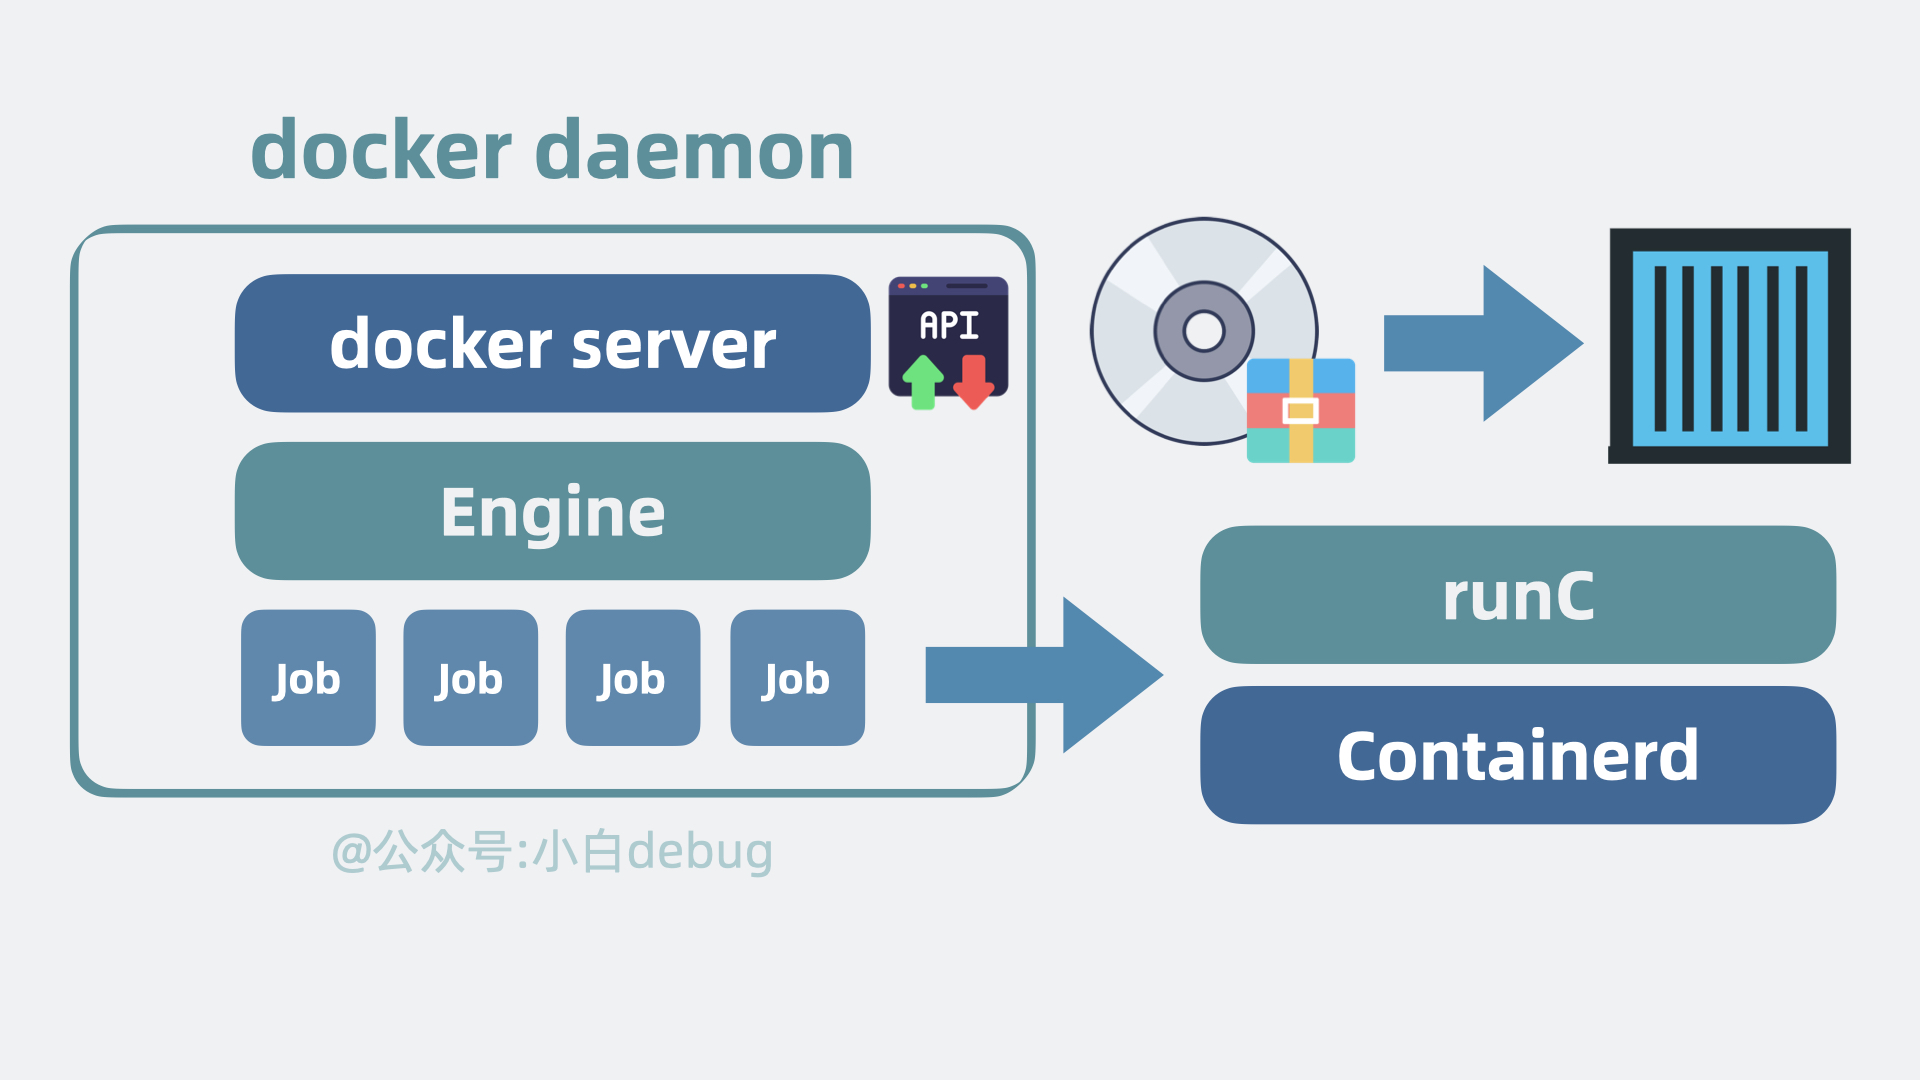 docker daemon
docker server
API
Engine
Job
Job
Job
Job
runC
Containerd
@公众号:小白debug